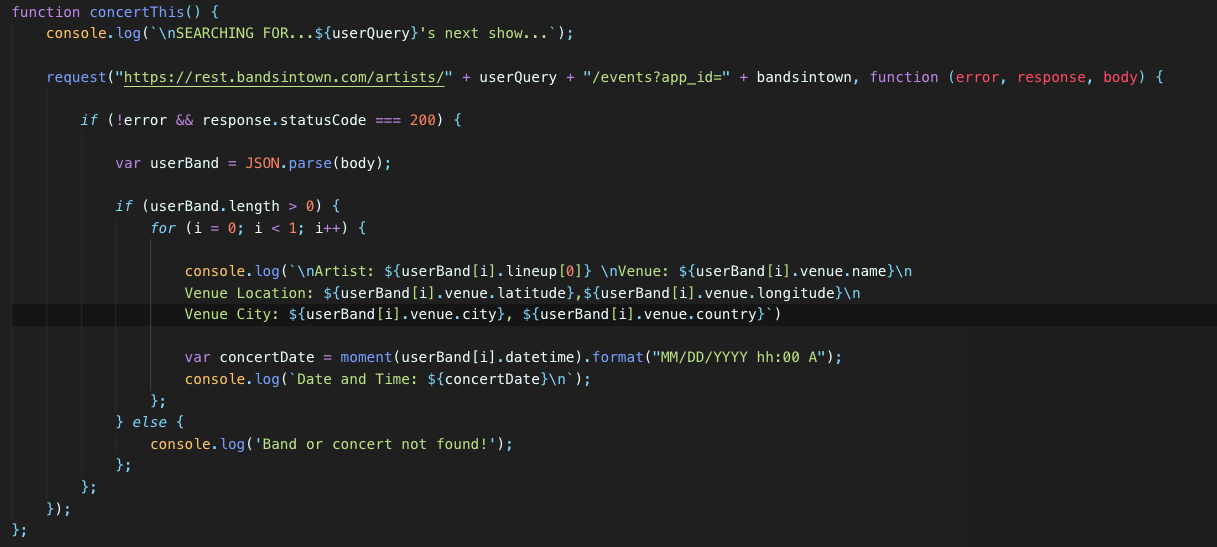 function concertThis() {
    console.log(`\nSEARCHING FOR...${userQuery}'s next show...`);
    request("https://rest.bandsintown.com/artists/" + userQuery + "/events?app_id=" + bandsintown, function (error, response, body) {
        if (!error && response.statusCode === 200) {
            var userBand = JSON.parse(body);
            if (userBand.length > 0) {
                for (i = 0; i < 1; i++) {
                    console.log(`\nArtist: ${userBand[i].lineup[0]} \nVenue: ${userBand[i].venue.name}\n
                    Venue Location: ${userBand[i].venue.latitude},${userBand[i].venue.longitude}\n
                    Venue City: ${userBand[i].venue.city}, ${userBand[i].venue.country}`)
                    var concertDate = moment(userBand[i].datetime).format("MM/DD/YYYY hh:00 A");
                    console.log(`Date and Time: ${concertDate}\n`);
                };
            } else {
                console.log('Band or concert not found!');
            };
        };
    });
};